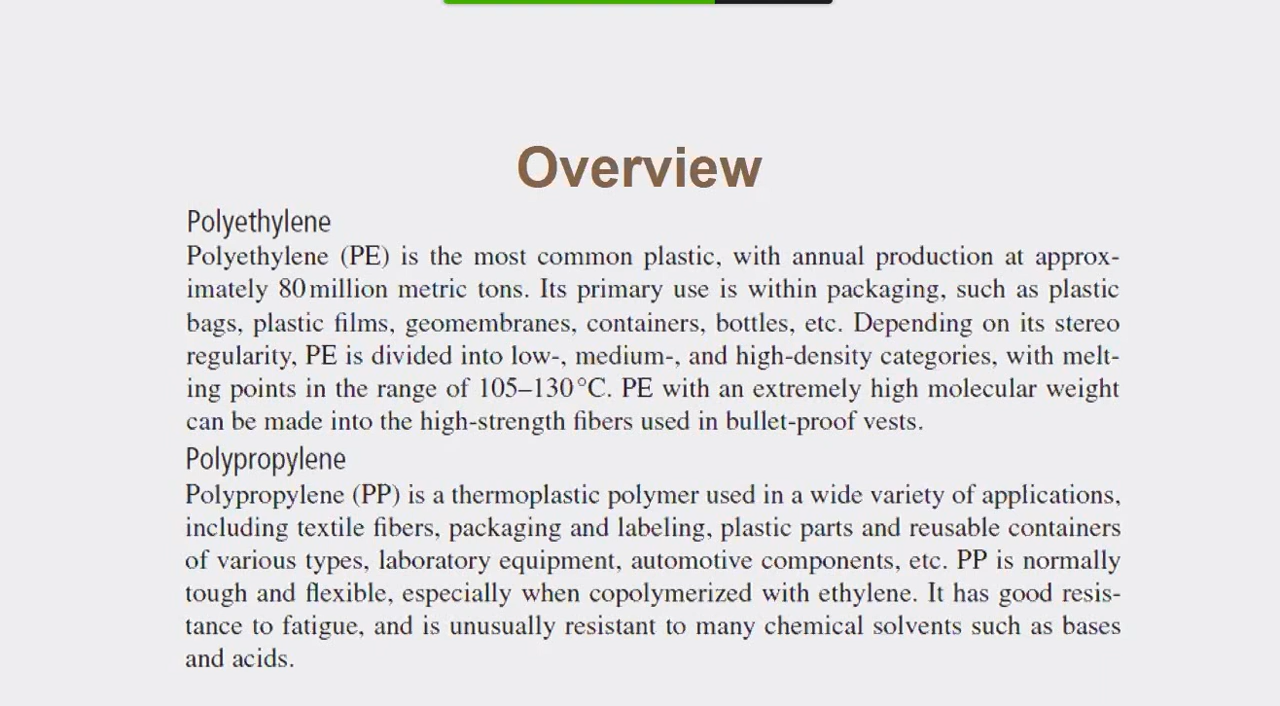 Overview
Polyethylene
Polyethylene (PE) is the most common plastic, with annual production at approx-
imately 80 million metric tons. Its primary use is within packaging, such as plastic
bags, plastic films, geomembranes, containers, bottles, etc. Depending on its stereo
regularity, PE is divided into low-, medium-, and high-density categories, with melt-
ing points in the range of 105–130 °C. PE with an extremely high molecular weight
can be made into the high-strength fibers used in bullet-proof vests.
Polypropylene
Polypropylene (PP) is a thermoplastic polymer used in a wide variety of applications,
including textile fibers, packaging and labeling, plastic parts and reusable containers
of various types, laboratory equipment, automotive components, etc. PP is normally
tough and flexible, especially when copolymerized with ethylene. It has good resis-
tance to fatigue, and is unusually resistant to many chemical solvents such as bases
and acids.